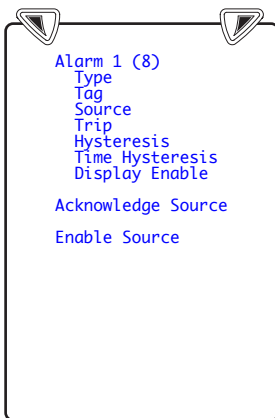 Alarm 1 (8)
Type
Tag
Source
Trip
Hysteresis
Time Hysteresis
Display Enable
Acknowledge Source
Enable Source